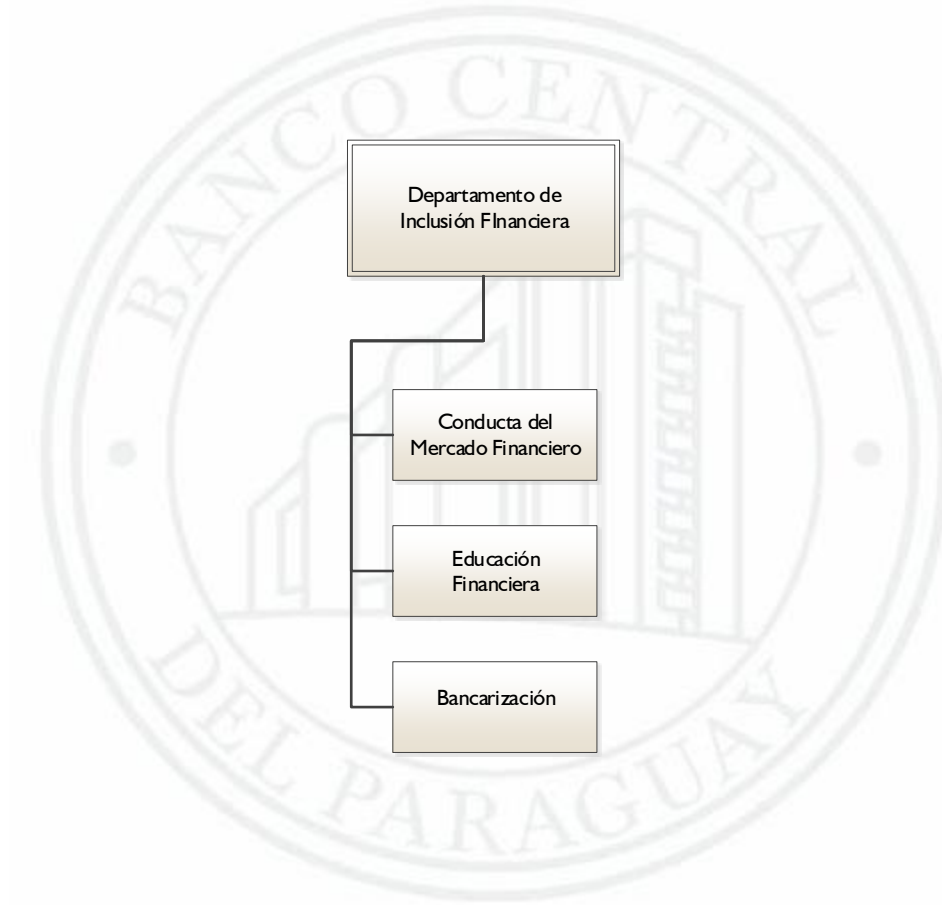 BANCO CENTRAL
Departamento de
Inclusión FInanciera
Conducta del
Mercado Financiero
Educación
Financiera
Bancarización
DEL PARAGUAY